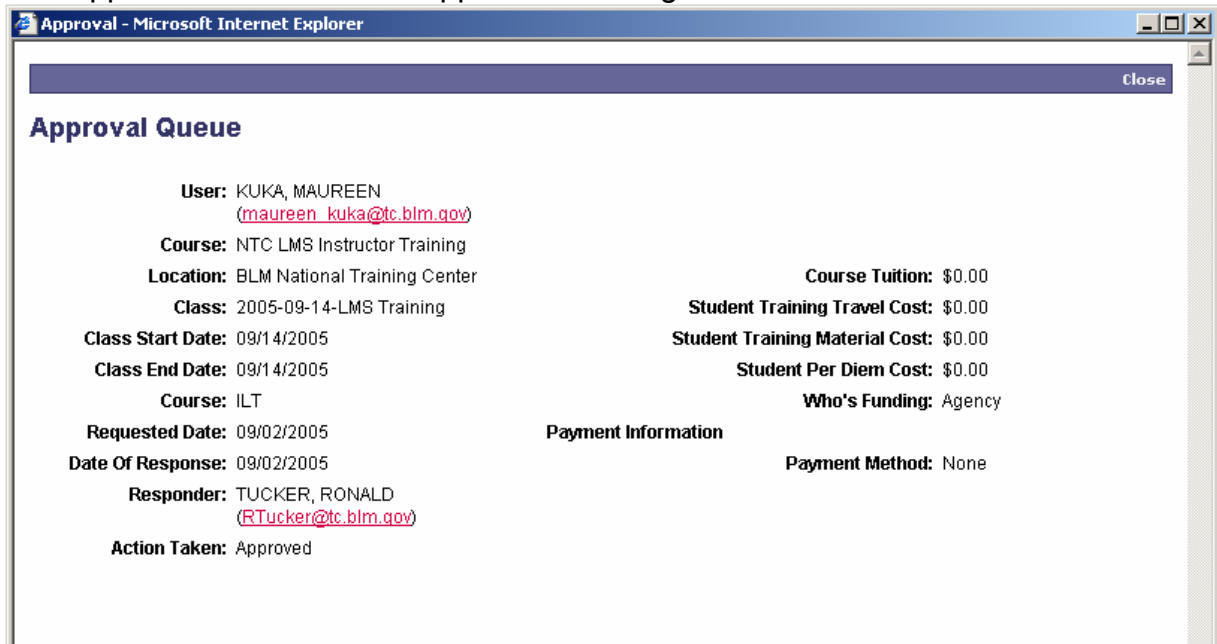 Approval - Microsoft Internet Explorer
Close
Approval Queue
User: KUKA, MAUREEN
(maureen_kuka@tc.blm.gov)
Course: NTC LMS Instructor Training
Location: BLM National Training Center
Course Tuition: $0.00
Class: 2005-09-14-LMS Training
Student Training Travel Cost: $0.00
Class Start Date: 09/14/2005
Student Training Material Cost: $0.00
Class End Date: 09/14/2005
Student Per Diem Cost: $0.00
Course: ILT
Who's Funding: Agency
Requested Date: 09/02/2005
Payment Information
Date Of Response: 09/02/2005
Payment Method: None
Responder: TUCKER, RONALD
(RTucker@tc.blm.gov)
Action Taken: Approved